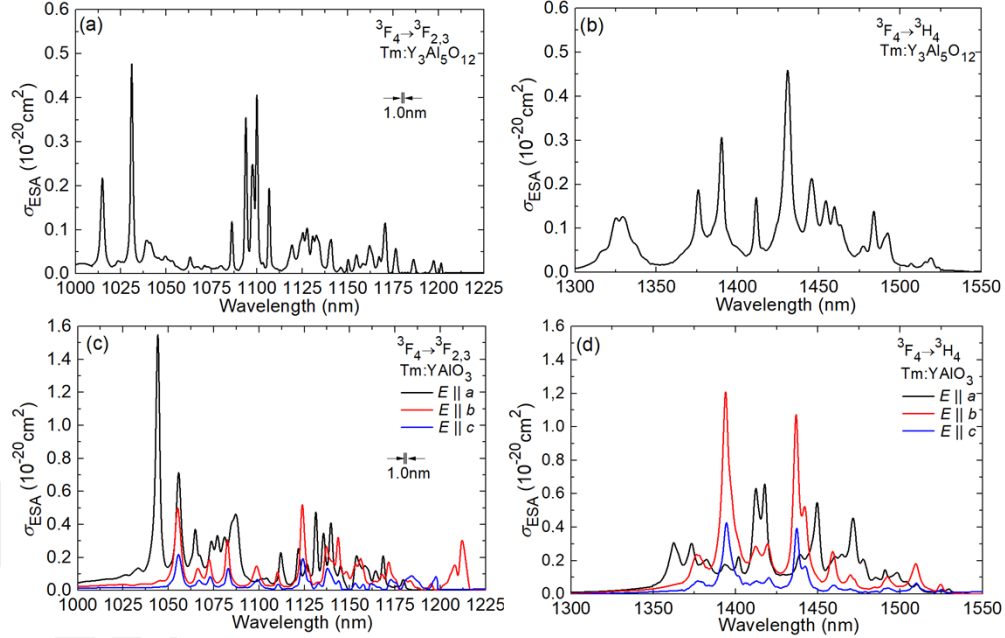 (a)
³F₄→³F₂,₃
Tm:Y₃Al₅O₁₂
1.0nm
σESA (10⁻²⁰cm²)
0.6
0.5
0.4
0.3
0.2
0.1
0.0
1000 1025 1050 1075 1100 1125 1150 1175 1200 1225
Wavelength (nm)
(b)
³F₄→³H₄
Tm:Y₃Al₅O₁₂
σESA (10⁻²⁰cm²)
0.6
0.5
0.4
0.3
0.2
0.1
0.0
1300 1350 1400 1450 1500 1550
Wavelength (nm)
(c)
³F₄→³F₂,₃
Tm:YAlO₃
E || a
E || b
E || c
1.0nm
σESA (10⁻²⁰cm²)
1.6
1.4
1.2
1.0
0.8
0.6
0.4
0.2
0.0
1000 1025 1050 1075 1100 1125 1150 1175 1200 1225
Wavelength (nm)
(d)
³F₄→³H₄
Tm:YAlO₃
E || a
E || b
E || c
σESA (10⁻²⁰cm²)
1.6
1.4
1.2
1.0
0.8
0.6
0.4
0.2
0.0
1300 1350 1400 1450 1500 1550
Wavelength (nm)